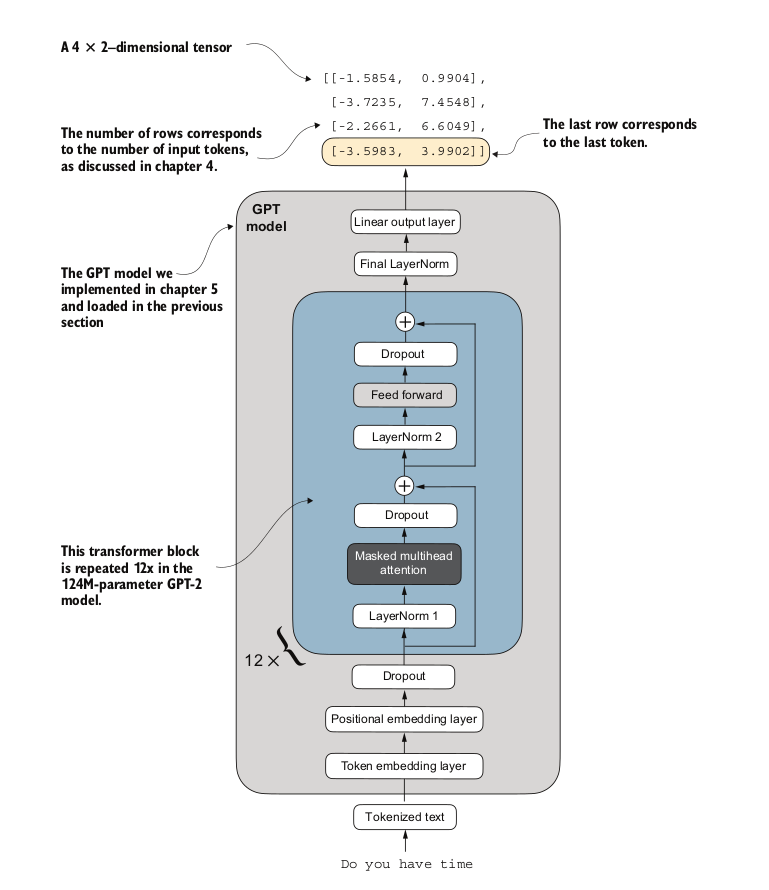 A 4 × 2–dimensional tensor
[[-1.5854, 0.9904],
[-3.7235, 7.4548],
[-2.2661, 6.6049],
[-3.5983, 3.9902]]
The number of rows corresponds
to the number of input tokens,
as discussed in chapter 4.
The last row corresponds
to the last token.
GPT
model
Linear output layer
Final LayerNorm
The GPT model we
implemented in chapter 5
and loaded in the previous
section
+
Dropout
Feed forward
LayerNorm 2
+
Dropout
Masked multihead
attention
LayerNorm 1
This transformer block
is repeated 12x in the
124M-parameter GPT-2
model.
12 × {
Dropout
Positional embedding layer
Token embedding layer
Tokenized text
Do you have time